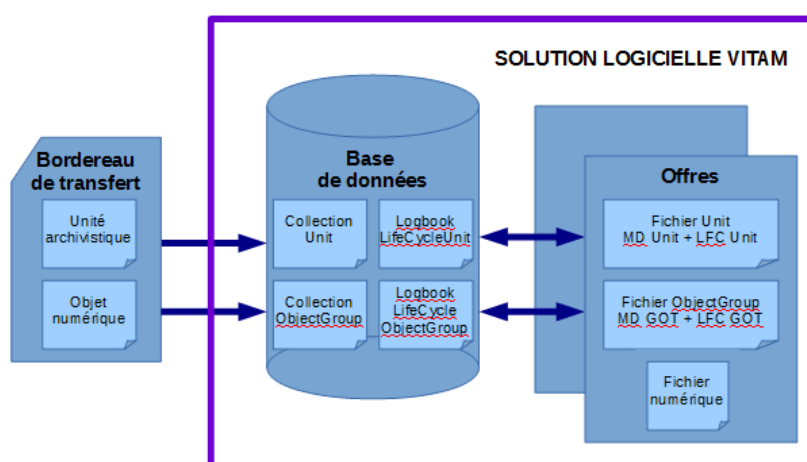 SOLUTION LOGICIELLE VITAM
Bordereau
de transfert
Unité
archivistique
Objet
numérique
Base
de données
Collection
Unit
Logbook
LifeCycleUnit
Collection
ObjectGroup
Logbook
LifeCycle
ObjectGroup
Offres
Fichier Unit
MD Unit + LFC Unit
Fichier ObjectGroup
MD GOT + LFC GOT
Fichier
numérique